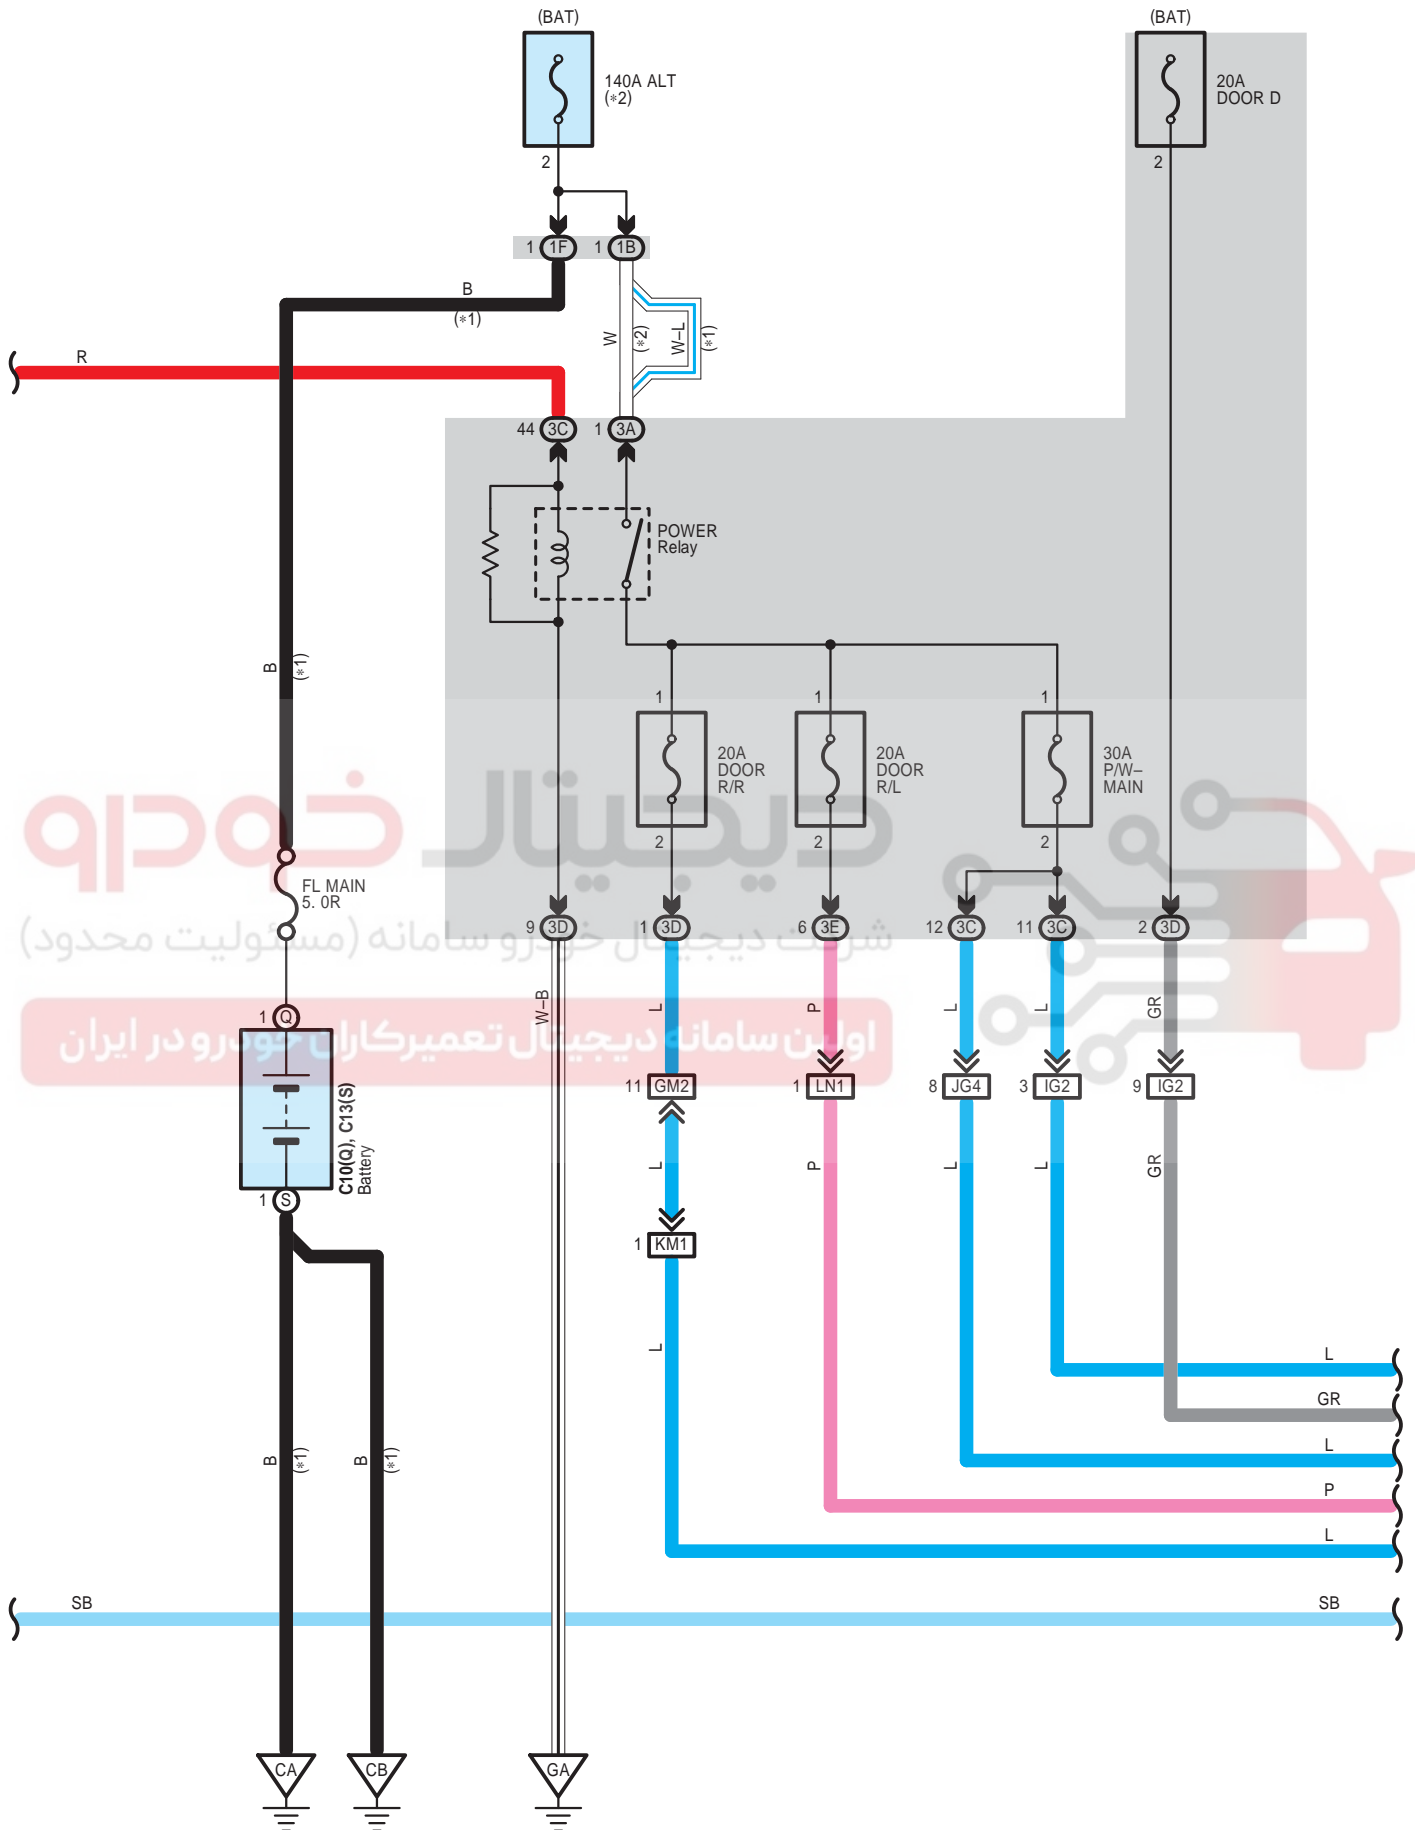 (BAT)
(BAT)
140A ALT
(*2)
20A
DOOR D
2
2
1 1F 1 1B
B
(*1)
W
(*2)
W-L
(*1)
R
44 3C 1 3A
POWER
Relay
B
(*1)
1
1
1
20A
DOOR
R/R
20A
DOOR
R/L
30A
P/W-
MAIN
2
2
2
دیجیتال خودرو
FL MAIN
5. 0R
شرکت دیجیتال خودرو سامانه (مسئولیت محدود)
9 3D 1 3D 6 3E 12 3C 11 3C 2 3D
W-B
L
P
L
L
GR
1 Q
اولین سامانه دیجیتال تعمیرکاران خودرو در ایران
11 GM2 1 LN1 8 JG4 3 IG2 9 IG2
C10(Q), C13(S)
Battery
L
P
L
L
GR
1 S
1 KM1
L
L
GR
B
(*1)
B
(*1)
L
P
L
SB
SB
CA CB GA